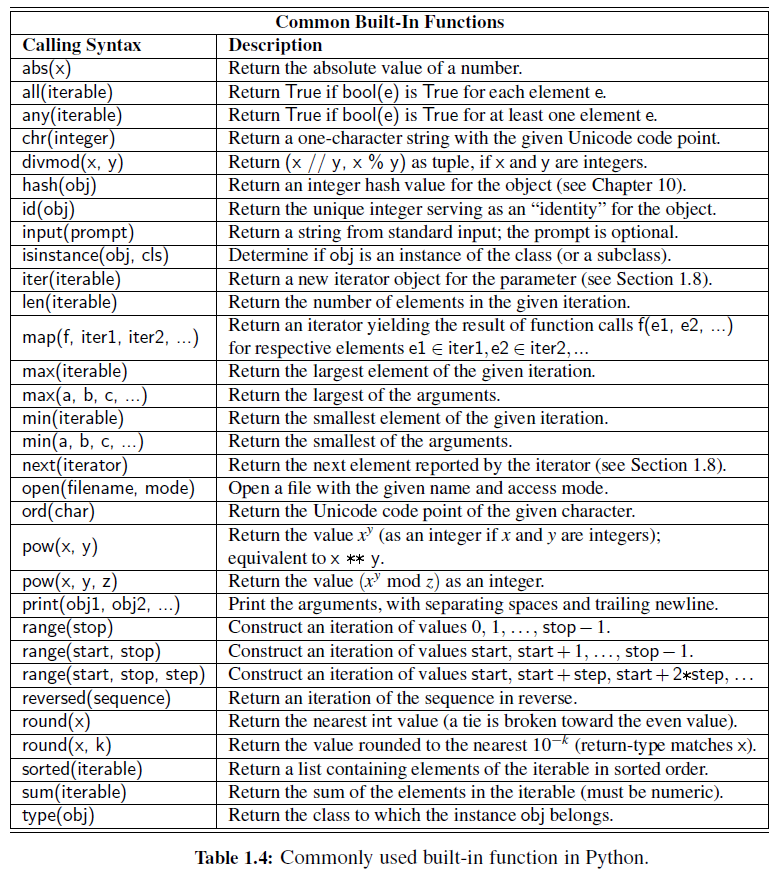 Common Built-In Functions
Calling Syntax Description
abs(x) Return the absolute value of a number.
all(iterable) Return True if bool(e) is True for each element e.
any(iterable) Return True if bool(e) is True for at least one element e.
chr(integer) Return a one-character string with the given Unicode code point.
divmod(x, y) Return (x // y, x % y) as tuple, if x and y are integers.
hash(obj) Return an integer hash value for the object (see Chapter 10).
id(obj) Return the unique integer serving as an “identity” for the object.
input(prompt) Return a string from standard input; the prompt is optional.
isinstance(obj, cls) Determine if obj is an instance of the class (or a subclass).
iter(iterable) Return a new iterator object for the parameter (see Section 1.8).
len(iterable) Return the number of elements in the given iteration.
map(f, iter1, iter2, ...) Return an iterator yielding the result of function calls f(e1, e2, ...)
for respective elements e1 ∈ iter1, e2 ∈ iter2, ...
max(iterable) Return the largest element of the given iteration.
max(a, b, c, ...) Return the largest of the arguments.
min(iterable) Return the smallest element of the given iteration.
min(a, b, c, ...) Return the smallest of the arguments.
next(iterator) Return the next element reported by the iterator (see Section 1.8).
open(filename, mode) Open a file with the given name and access mode.
ord(char) Return the Unicode code point of the given character.
pow(x, y) Return the value x^y (as an integer if x and y are integers);
equivalent to x ** y.
pow(x, y, z) Return the value (x^y mod z) as an integer.
print(obj1, obj2, ...) Print the arguments, with separating spaces and trailing newline.
range(stop) Construct an iteration of values 0, 1, ..., stop − 1.
range(start, stop) Construct an iteration of values start, start + 1, ..., stop − 1.
range(start, stop, step) Construct an iteration of values start, start + step, start + 2*step, ...
reversed(sequence) Return an iteration of the sequence in reverse.
round(x) Return the nearest int value (a tie is broken toward the even value).
round(x, k) Return the value rounded to the nearest 10^−k (return-type matches x).
sorted(iterable) Return a list containing elements of the iterable in sorted order.
sum(iterable) Return the sum of the elements in the iterable (must be numeric).
type(obj) Return the class to which the instance obj belongs.
Table 1.4: Commonly used built-in function in Python.